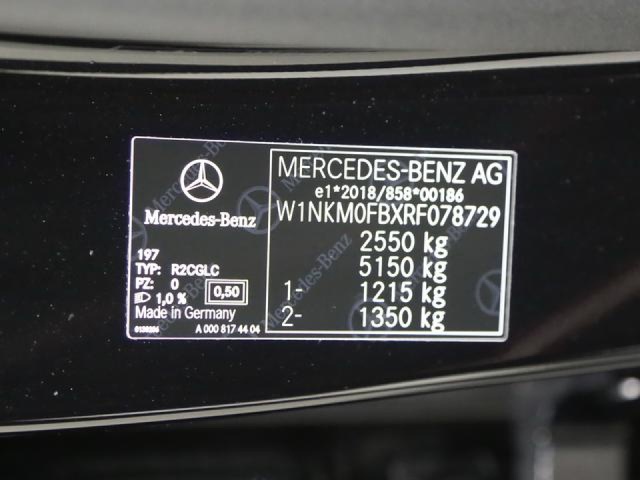 MERCEDES-BENZ AG
e1*2018/858*00186
W1NKM0FBXRF078729
2550 kg
5150 kg
1- 1215 kg
2- 1350 kg
Mercedes-Benz
197
TYP: R2CGLC
PZ: 0
1,0 % 0,50
Made in Germany
A 000 817 44 04